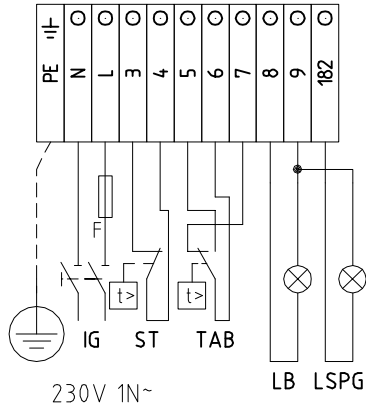 PE N L 3 4 5 6 7 8 9 182
F
t> t>
IG ST TAB
LB LSPG
230V 1N~